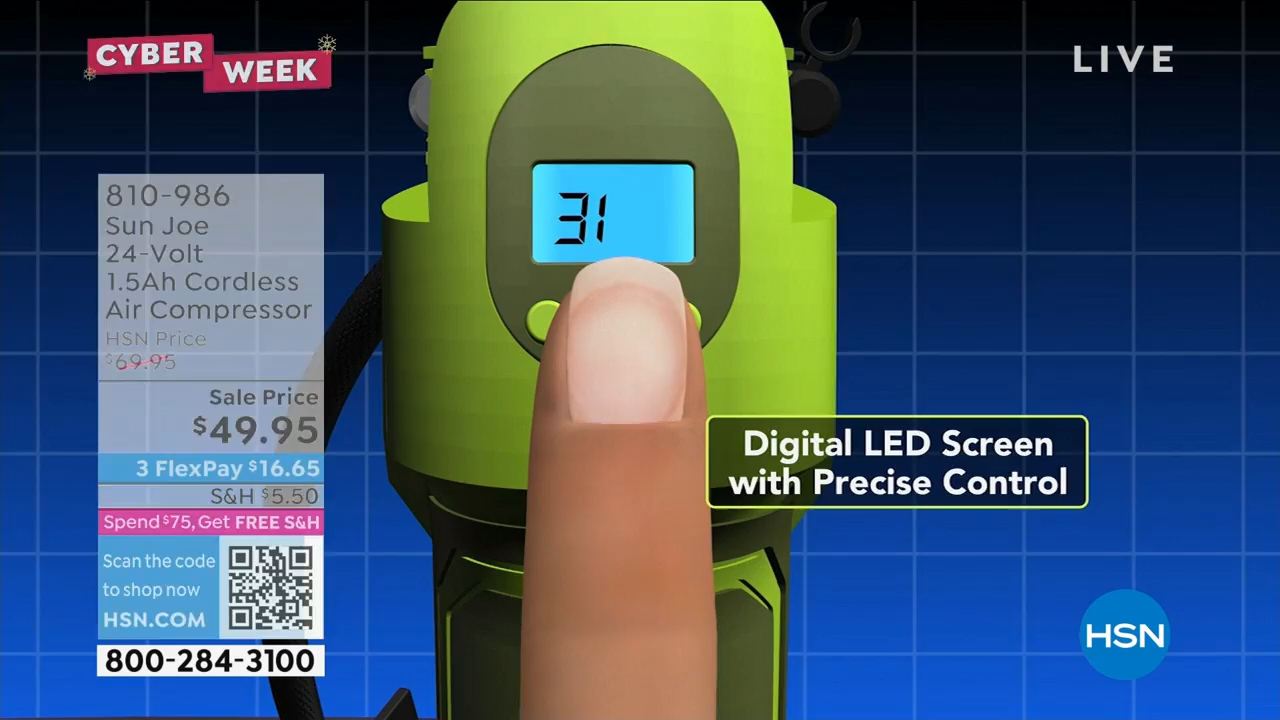 CYBER
WEEK
LIVE
810-986
Sun Joe
24-Volt
1.5Ah Cordless
Air Compressor
HSN Price
$69.95
Sale Price
$49.95
3 FlexPay $16.65
S&H $5.50
Spend $75, Get FREE S&H
Scan the code
to shop now
HSN.COM
800-284-3100
31
Digital LED Screen
with Precise Control
HSN